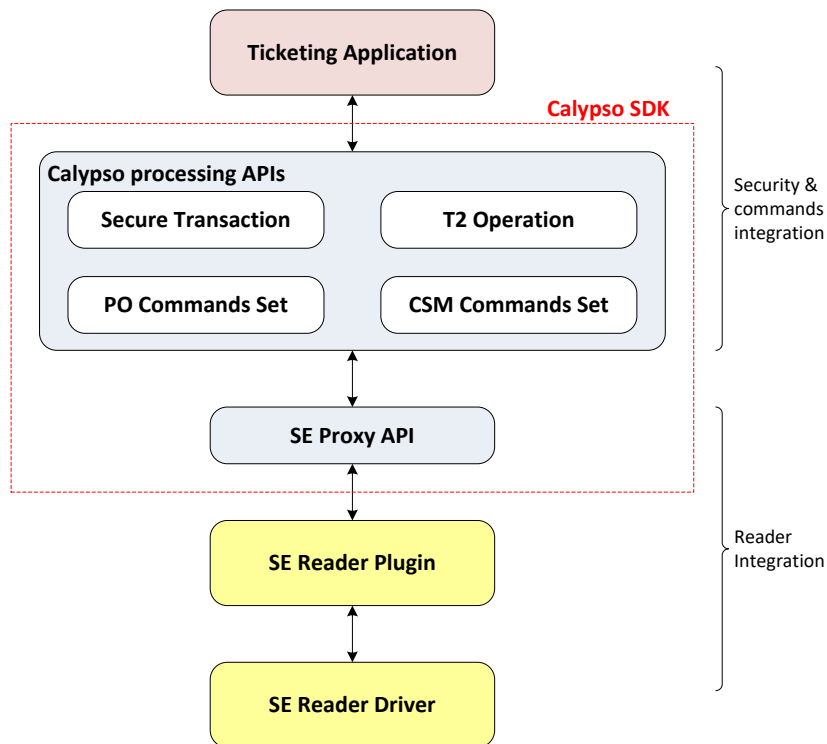 Ticketing Application
Calypso SDK
Calypso processing APIs
Secure Transaction
T2 Operation
PO Commands Set
CSM Commands Set
Security &
commands
integration
SE Proxy API
SE Reader Plugin
Reader
Integration
SE Reader Driver